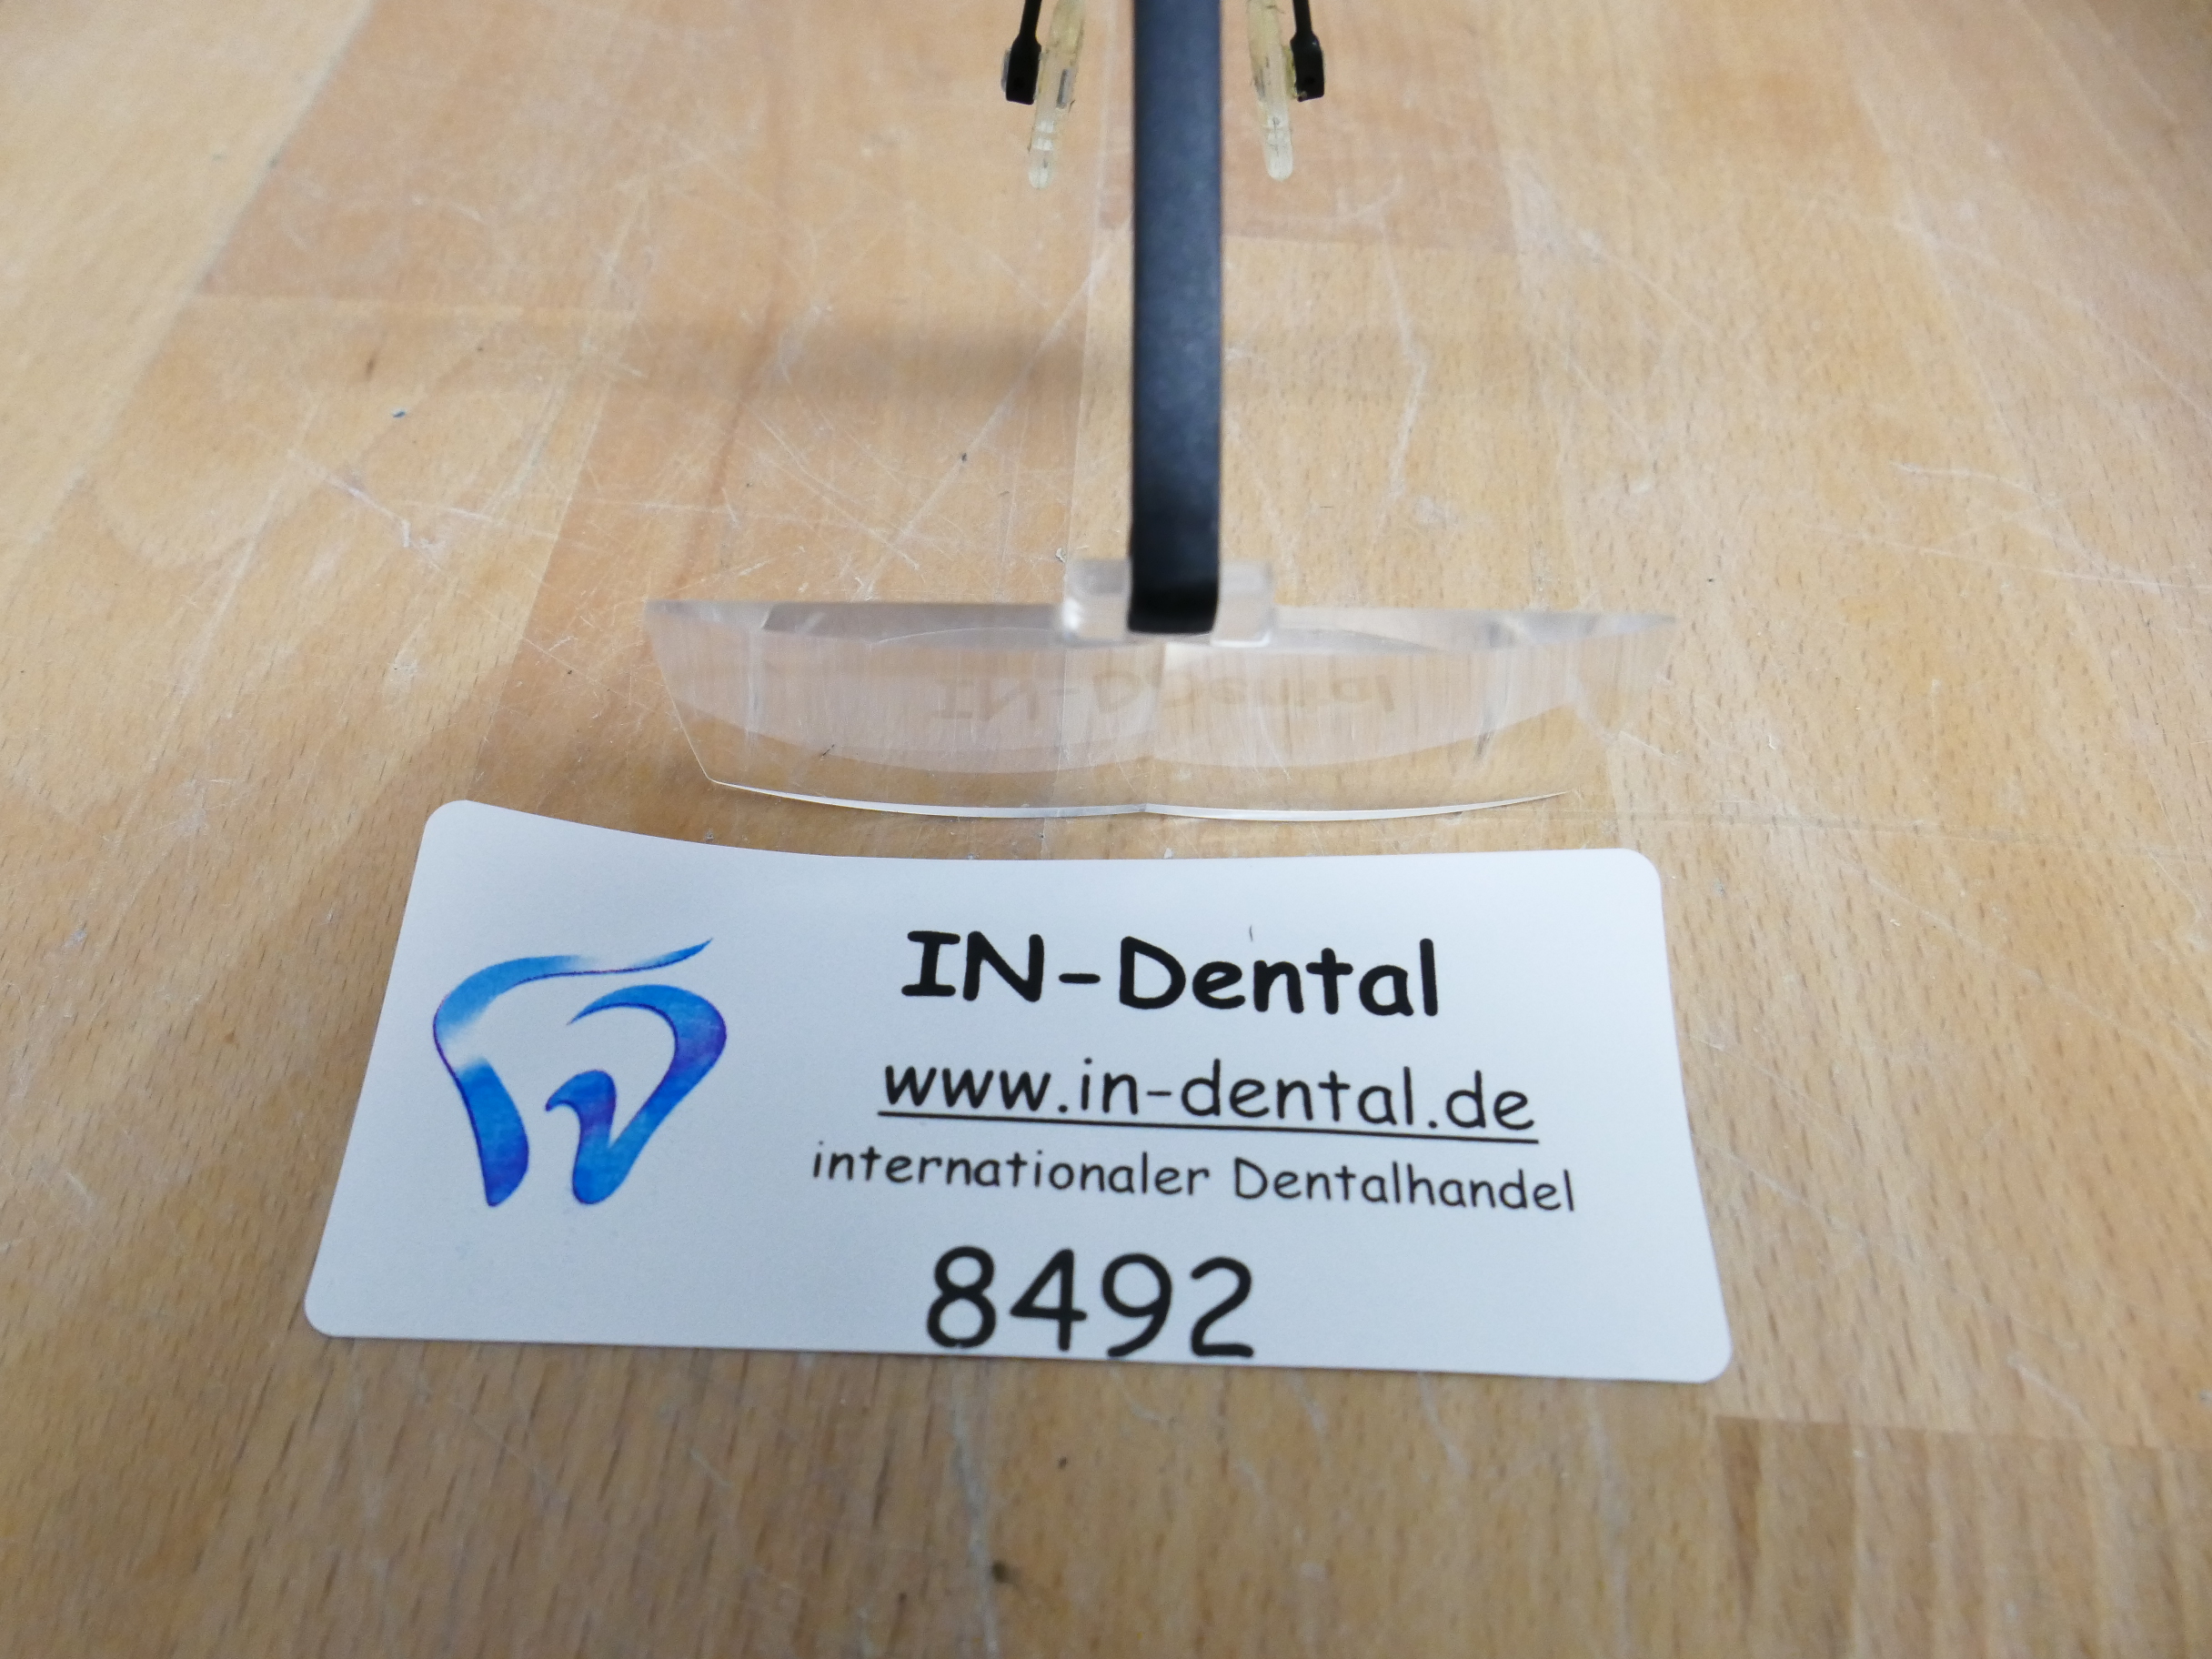 IN-Dental
www.in-dental.de
internationaler Dentalhandel
8492